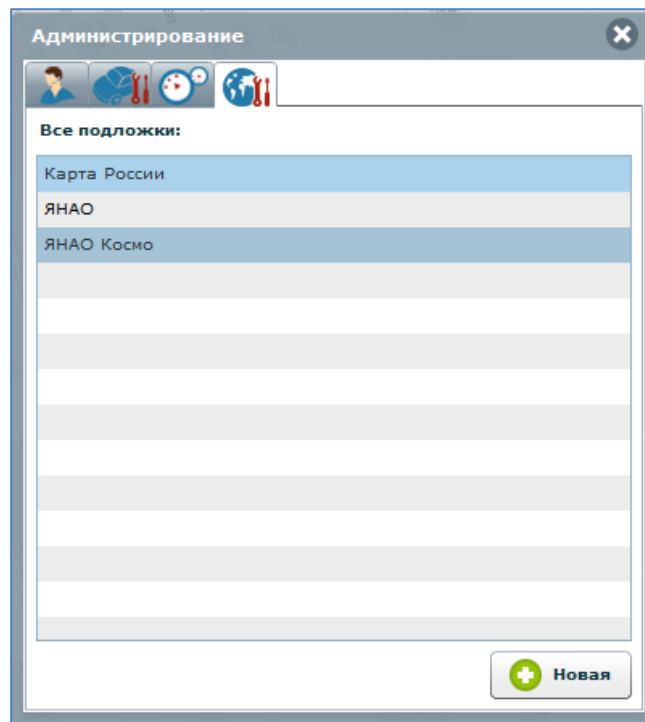 Администрирование
Все подложки:
Карта России
ЯНАО
ЯНАО Космо
Новая